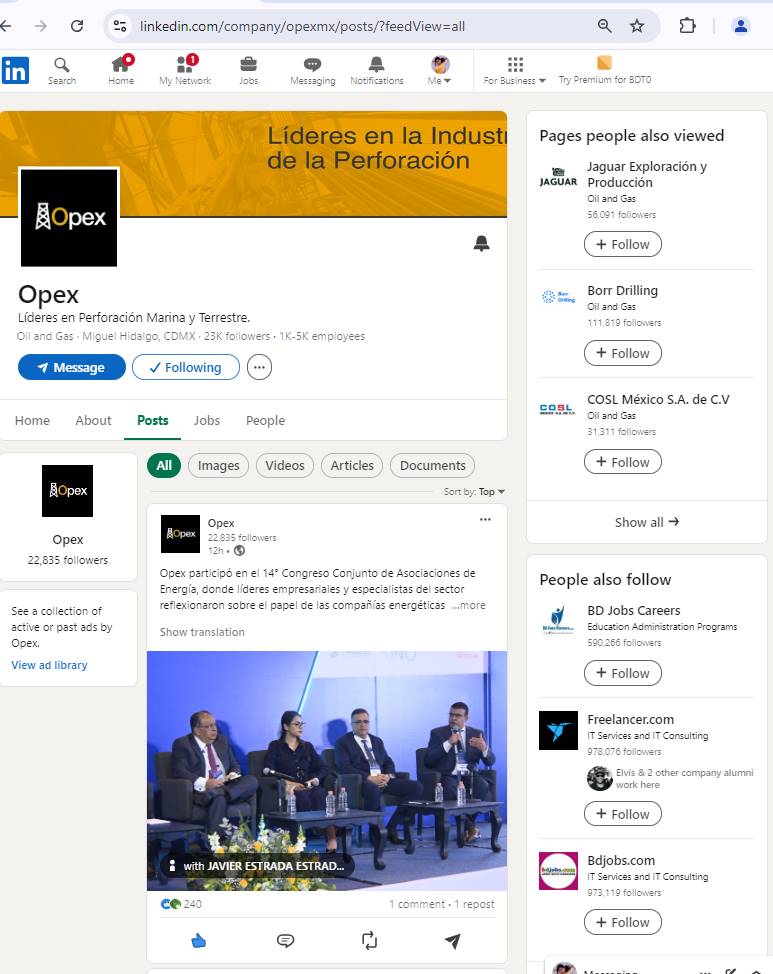 linkedin.com/company/opexmx/posts/?feedView=all
in
Search
Home
1
My Network
Jobs
Messaging
Notifications
Me
For Business
Try Premium for BDT0
Líderes en la Industr
de la Perforación
Opex
Opex
Líderes en Perforación Marina y Terrestre.
Oil and Gas · Miguel Hidalgo, CDMX · 23K followers · 1K-5K employees
Message
Following
Home
About
Posts
Jobs
People
Opex
Opex
22,835 followers
See a collection of
active or past ads by
Opex.
View ad library
All
Images
Videos
Articles
Documents
Sort by: Top
Opex
Opex
22,835 followers
12h •
Opex participó en el 14° Congreso Conjunto de Asociaciones de
Energía, donde líderes empresariales y especialistas del sector
reflexionaron sobre el papel de las compañías energéticas ...more
Show translation
with JAVIER ESTRADA ESTRAD...
240
1 comment · 1 repost
Pages people also viewed
JAGUAR
Jaguar Exploración y
Producción
Oil and Gas
56,091 followers
+ Follow
Borr
Drilling
Borr Drilling
Oil and Gas
111,819 followers
+ Follow
COSL
COSL México S.A. de C.V
Oil and Gas
31,311 followers
+ Follow
Show all →
People also follow
BD Jobs Careers
Education Administration Programs
590,266 followers
+ Follow
Freelancer.com
IT Services and IT Consulting
978,076 followers
Elvis & 2 other company alumni
work here
+ Follow
bdjobs.com
Bdjobs.com
IT Services and IT Consulting
973,119 followers
+ Follow
Messaging